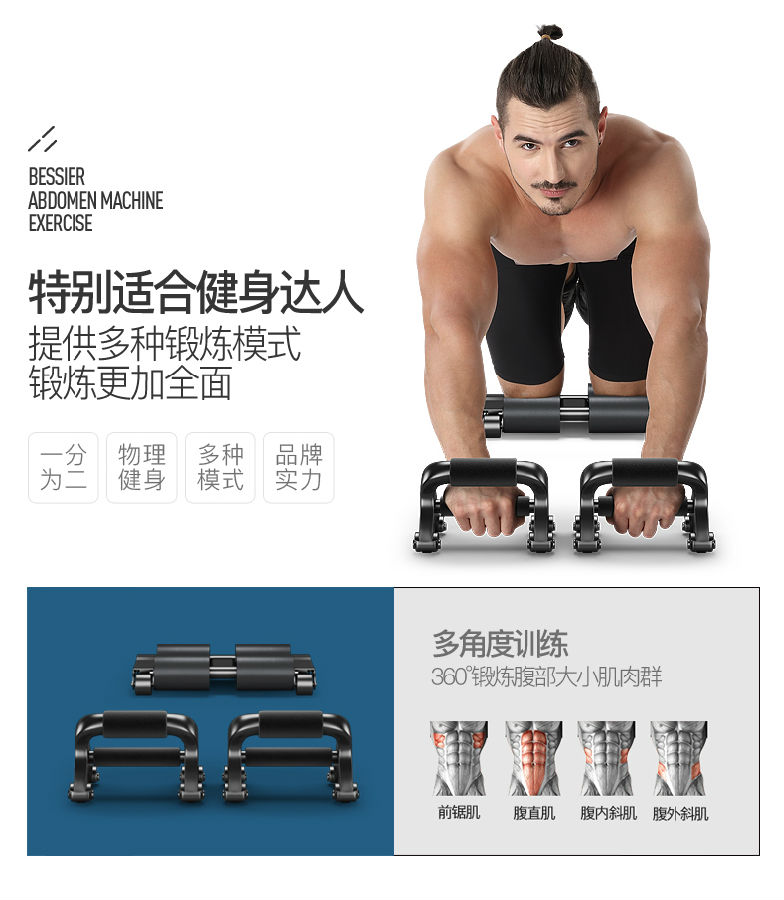 BESSIER
ABDOMEN MACHINE
EXERCISE
特别适合健身达人
提供多种锻炼模式
锻炼更加全面
一分
为二
物理
健身
多种
模式
品牌
实力
多角度训练
360°锻炼腹部大小肌肉群
前锯肌
腹直肌
腹内斜肌
腹外斜肌